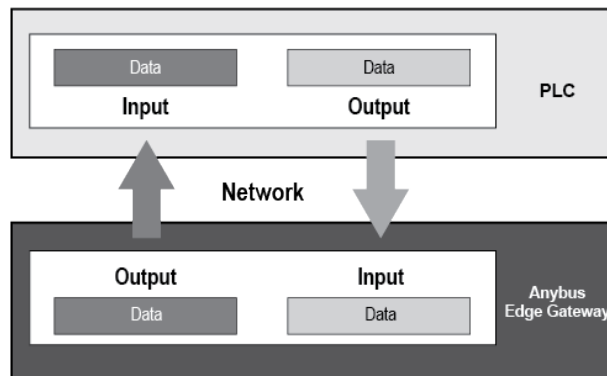 Data
Data
Input
Output
PLC
Network
Output
Input
Data
Data
Anybus
Edge Gateway